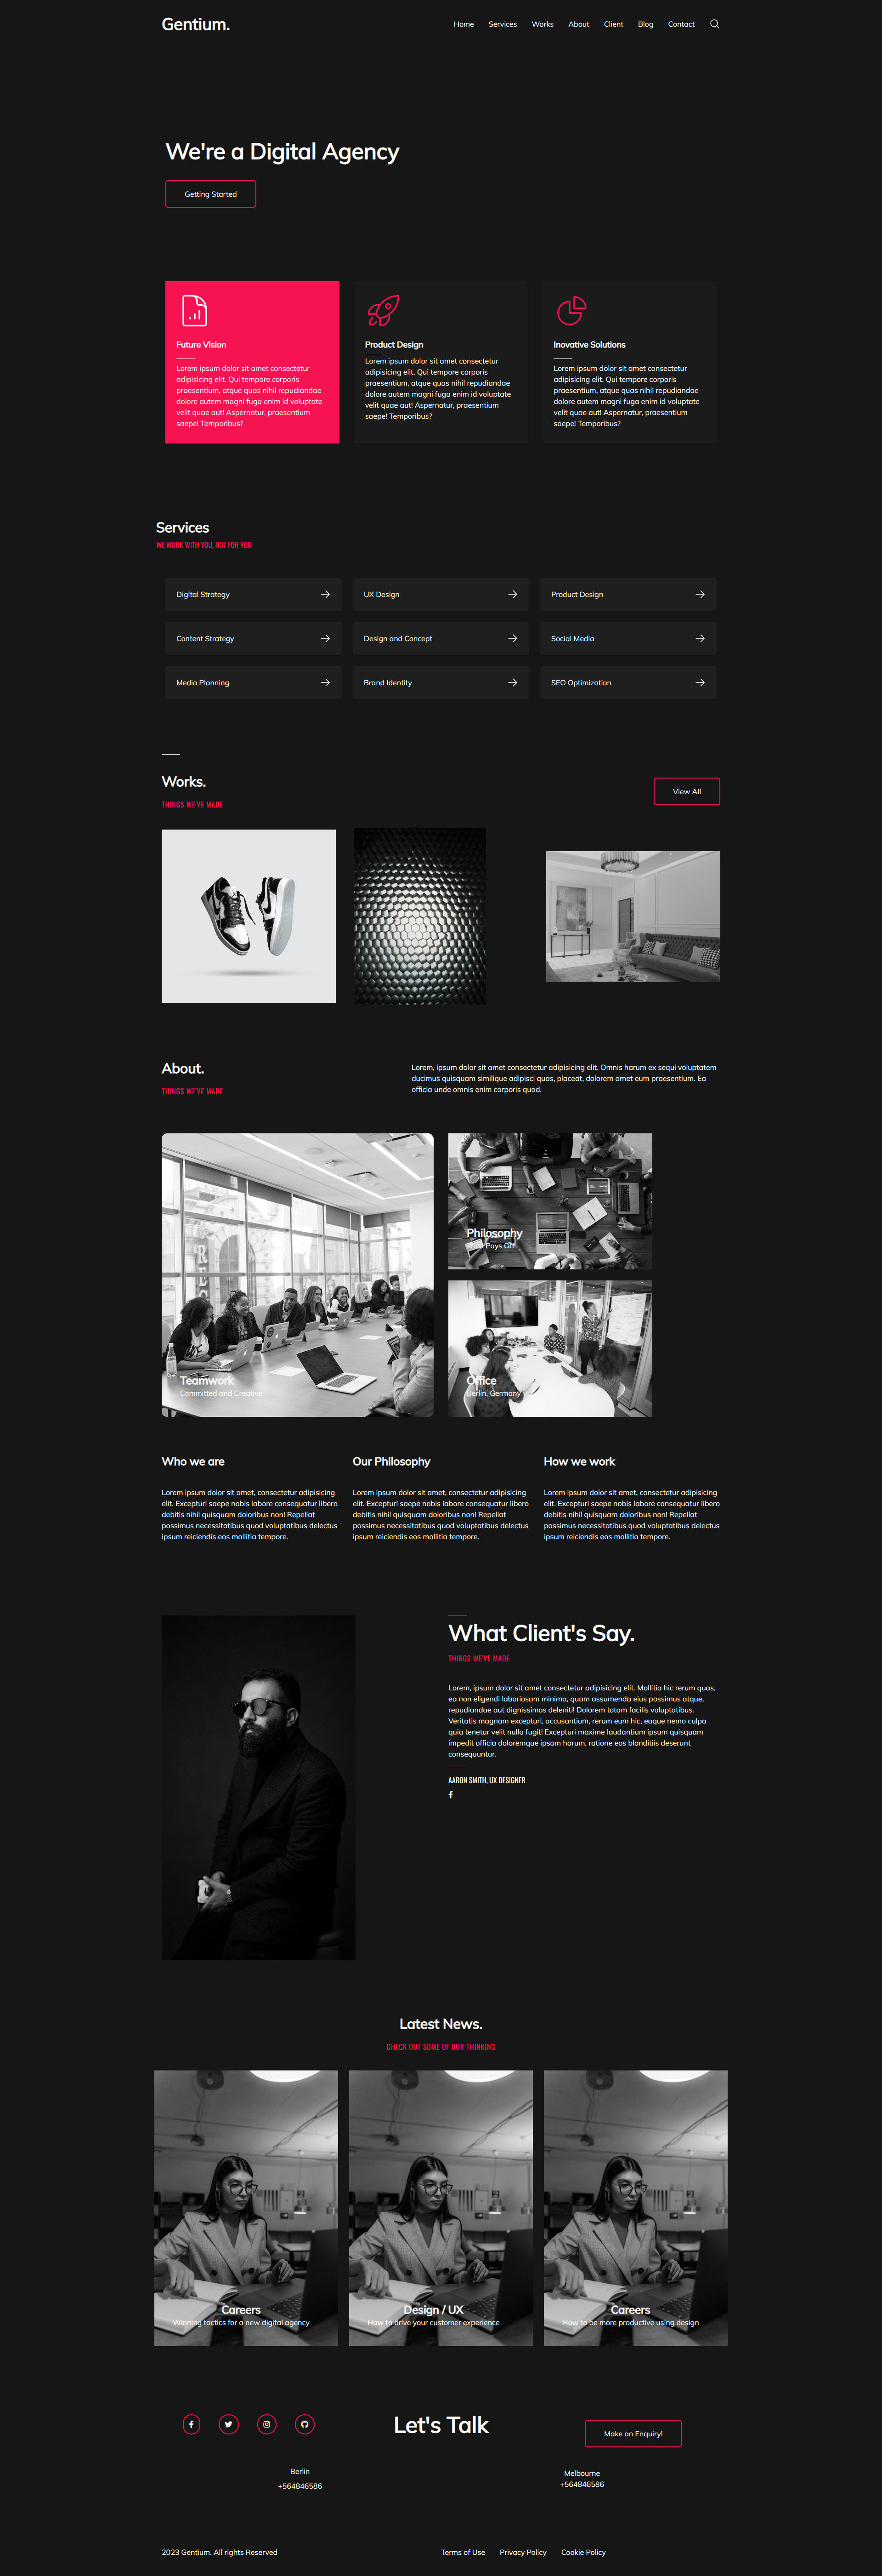 Gentium.
Home Services Works About Client Blog Contact
We're a Digital Agency
Getting Started
Future Vision
Lorem ipsum dolor sit amet consectetur
adipisicing elit. Qui tempore corporis
praesentium, atque quas nihil repudiandae
dolore autem magni fuga enim id voluptate
velit quae aut! Aspernatur, praesentium
saepe! Temporibus?
Product Design
Lorem ipsum dolor sit amet consectetur
adipisicing elit. Qui tempore corporis
praesentium, atque quas nihil repudiandae
dolore autem magni fuga enim id voluptate
velit quae aut! Aspernatur, praesentium
saepe! Temporibus?
Inovative Solutions
Lorem ipsum dolor sit amet consectetur
adipisicing elit. Qui tempore corporis
praesentium, atque quas nihil repudiandae
dolore autem magni fuga enim id voluptate
velit quae aut! Aspernatur, praesentium
saepe! Temporibus?
Services
WE WORK WITH YOU, NOT FOR YOU
Digital Strategy
UX Design
Product Design
Content Strategy
Design and Concept
Social Media
Media Planning
Brand Identity
SEO Optimization
Works.
THINGS WE'VE MADE
View All
About.
THINGS WE'VE MADE
Lorem, ipsum dolor sit amet consectetur adipisicing elit. Omnis harum ex sequi voluptatem
ducimus quisquam similique adipisci quas, placeat, dolorem amet eum praesentium. Ea
officia unde omnis enim corporis quod.
Teamwork
Committed and Creative
Philosophy
Trust Pays Off
Office
Berlin, Germany
Who we are
Lorem ipsum dolor sit amet, consectetur adipisicing
elit. Excepturi saepe nobis labore consequatur libero
debitis nihil quisquam doloribus non! Repellat
possimus necessitatibus quod voluptatibus delectus
ipsum reiciendis eos mollitia tempore.
Our Philosophy
Lorem ipsum dolor sit amet, consectetur adipisicing
elit. Excepturi saepe nobis labore consequatur libero
debitis nihil quisquam doloribus non! Repellat
possimus necessitatibus quod voluptatibus delectus
ipsum reiciendis eos mollitia tempore.
How we work
Lorem ipsum dolor sit amet, consectetur adipisicing
elit. Excepturi saepe nobis labore consequatur libero
debitis nihil quisquam doloribus non! Repellat
possimus necessitatibus quod voluptatibus delectus
ipsum reiciendis eos mollitia tempore.
What Client's Say.
THINGS WE'VE MADE
Lorem, ipsum dolor sit amet consectetur adipisicing elit. Mollitia hic rerum quas,
ea non eligendi laboriosam minima, quam assumenda eius possimus atque,
repudiandae aut dignissimos deleniti! Dolorem totam facilis voluptatibus.
Veritatis magnam excepturi, accusantium, rerum eum hic, eaque nemo culpa
quia tenetur velit nulla fugit! Excepturi maxime laudantium ipsum quisquam
impedit officia doloremque ipsam harum, ratione eos blanditiis deserunt
consequuntur.
AARON SMITH, UX DESIGNER
Latest News.
CHECK OUT SOME OF OUR THINKING
Careers
Winning tactics for a new digital agency
Design / UX
How to drive your customer experience
Careers
How to be more productive using design
Let's Talk
Make an Enquiry!
Berlin
+564846586
Melbourne
+564846586
2023 Gentium. All rights Reserved
Terms of Use Privacy Policy Cookie Policy